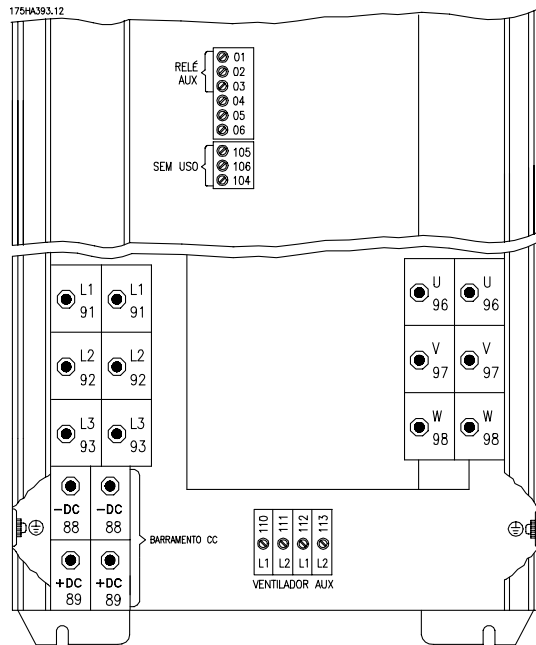 175HA393.12
RELÉ
AUX
01
02
03
04
05
06
SEM USO
105
106
104
L1 L1
91 91
L2 L2
92 92
L3 L3
93 93
-DC -DC
88 88
+DC +DC
89 89
BARRAMENTO CC
U U
96 96
V V
97 97
W W
98 98
110 111 112 113
L1 L2 L1 L2
VENTILADOR AUX